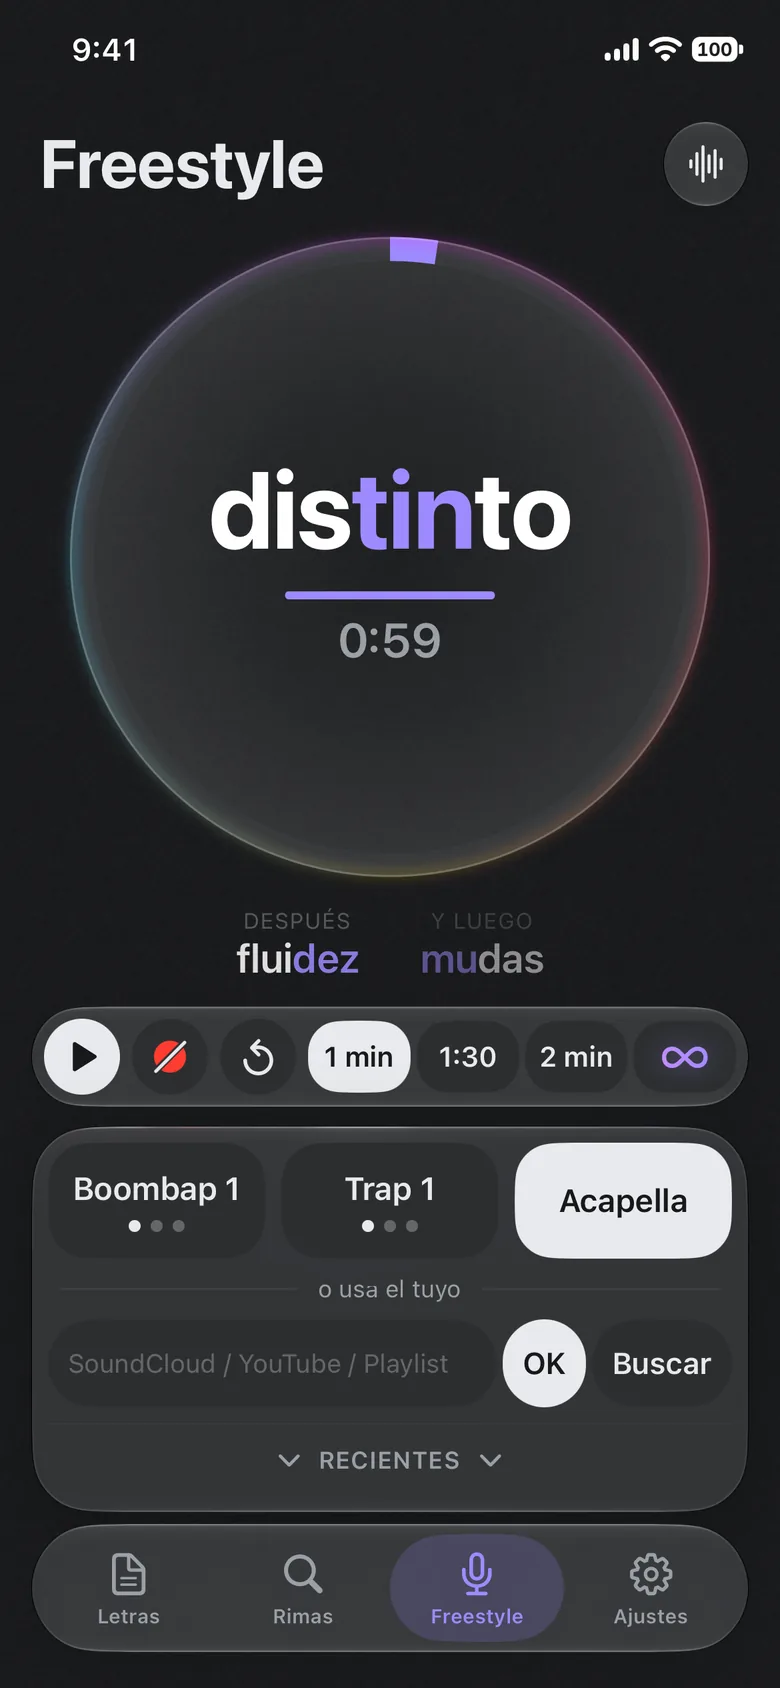 9:41
100
Freestyle
distinto
0:59
DESPUÉS
Y LUEGO
fluidez
mudas
1 min
1:30
2 min
Boombap 1
Trap 1
Acapella
o usa el tuyo
SoundCloud / YouTube / Playlist
OK
Buscar
RECIENTES
Letras
Rimas
Freestyle
Ajustes